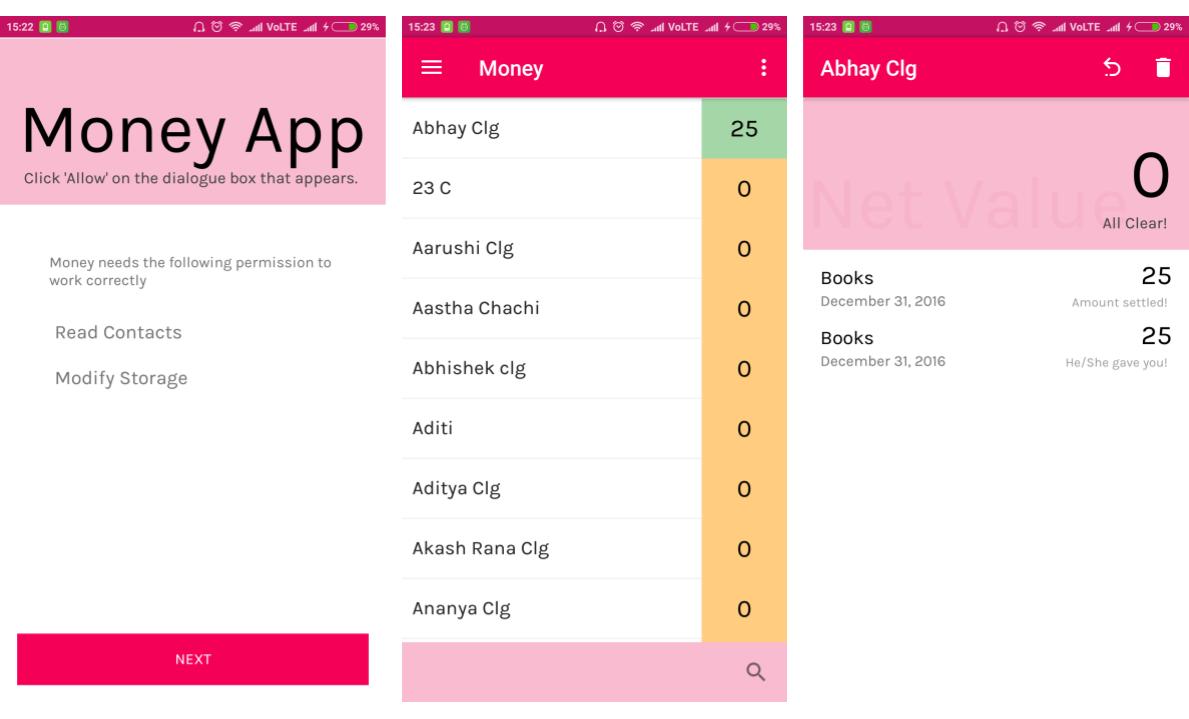 15:22 VoLTE 29%
Money App
Click 'Allow' on the dialogue box that appears.
Money needs the following permission to
work correctly
Read Contacts
Modify Storage
NEXT
15:23 VoLTE 29%
Money
Abhay Clg 25
23 C 0
Aarushi Clg 0
Aastha Chachi 0
Abhishek clg 0
Aditi 0
Aditya Clg 0
Akash Rana Clg 0
Ananya Clg 0
15:23 VoLTE 29%
Abhay Clg
Net Value 0
All Clear!
Books 25
December 31, 2016 Amount settled!
Books 25
December 31, 2016 He/She gave you!